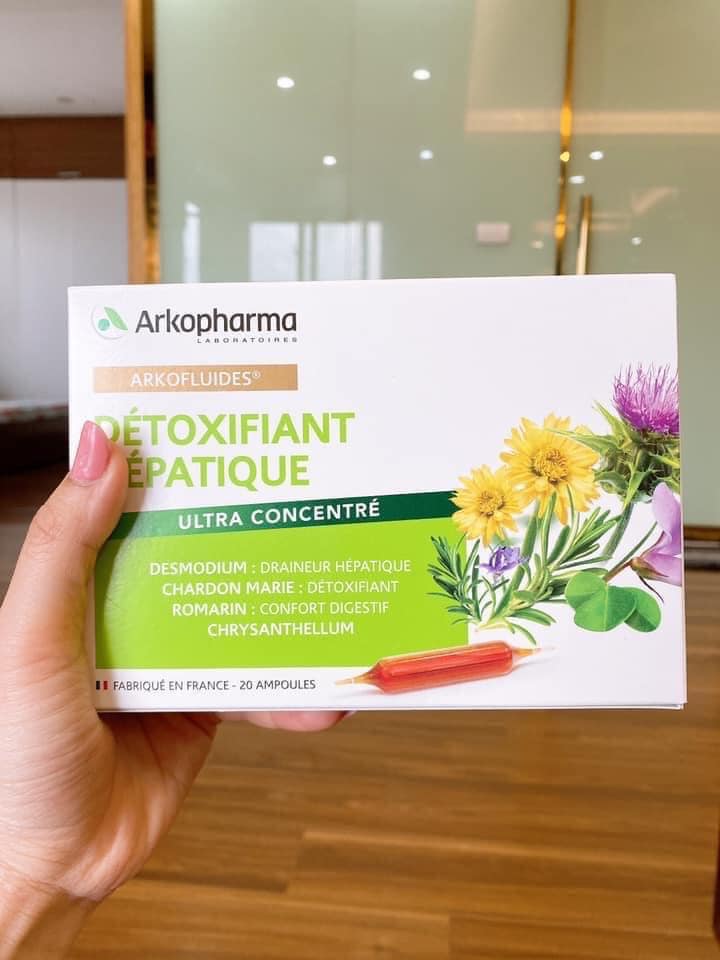 Arkopharma
LABORATOIRES
ARKOFLUIDES®
DÉTOXIFIANT
HÉPATIQUE
ULTRA CONCENTRÉ
DESMODIUM : DRAINEUR HÉPATIQUE
CHARDON MARIE : DÉTOXIFIANT
ROMARIN : CONFORT DIGESTIF
CHRYSANTHELLUM
FABRIQUÉ EN FRANCE - 20 AMPOULES